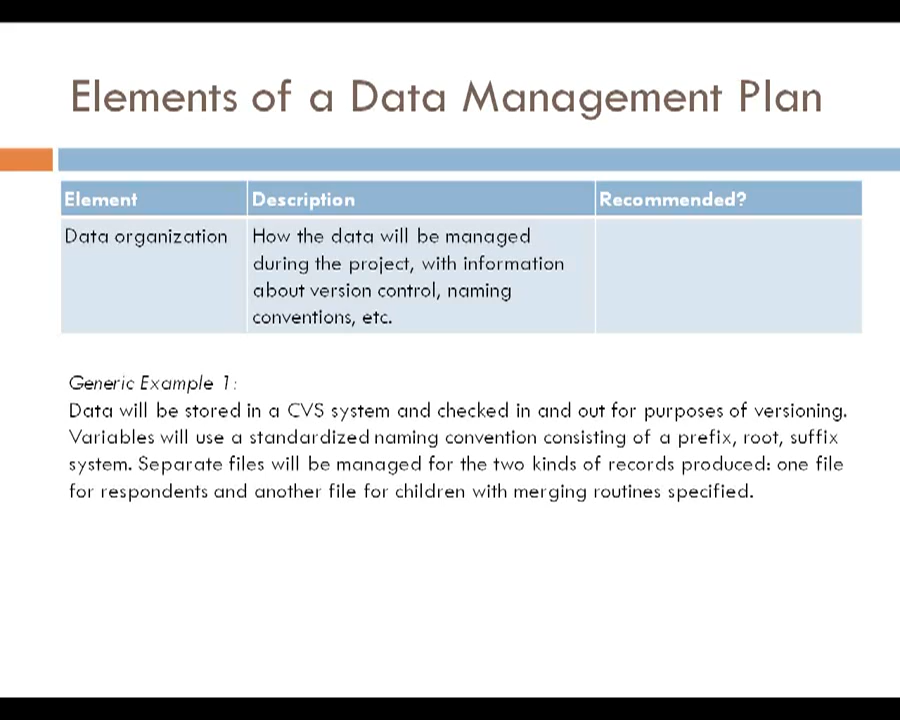 Elements of a Data Management Plan
Element Description Recommended?
Data organization How the data will be managed
during the project, with information
about version control, naming
conventions, etc.
Generic Example 1:
Data will be stored in a CVS system and checked in and out for purposes of versioning.
Variables will use a standardized naming convention consisting of a prefix, root, suffix
system. Separate files will be managed for the two kinds of records produced: one file
for respondents and another file for children with merging routines specified.